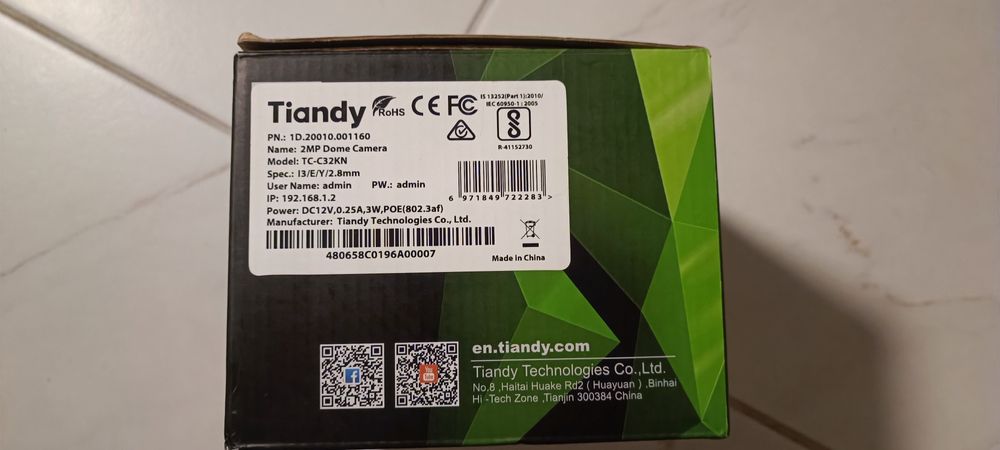 Tiandy RoHS CE FC
IS 13252(Part 1):2010/
IEC 60950-1 : 2005
R-41152730
PN.: 1D.20010.001160
Name: 2MP Dome Camera
Model: TC-C32KN
Spec.: I3/E/Y/2.8mm
User Name: admin PW.: admin
IP: 192.168.1.2
6 971849 722283 >
Power: DC12V,0.25A,3W,POE(802.3af)
Manufacturer: Tiandy Technologies Co., Ltd.
480658C0196A00007
Made in China
f
You Tube
en.tiandy.com
Tiandy Technologies Co.,Ltd.
No.8 ,Haitai Huake Rd2 ( Huayuan ) ,Binhai
Hi -Tech Zone ,Tianjin 300384 China